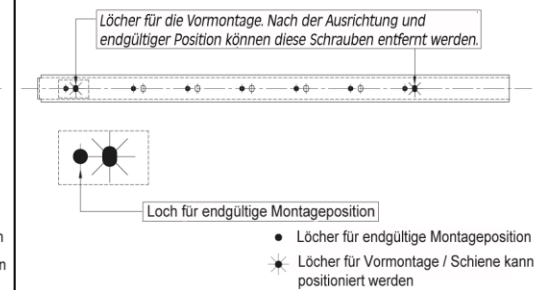 Löcher für die Vormontage. Nach der Ausrichtung und
endgültiger Position können diese Schrauben entfernt werden.
Loch für endgültige Montageposition
Löcher für endgültige Montageposition
Löcher für Vormontage / Schiene kann
positioniert werden